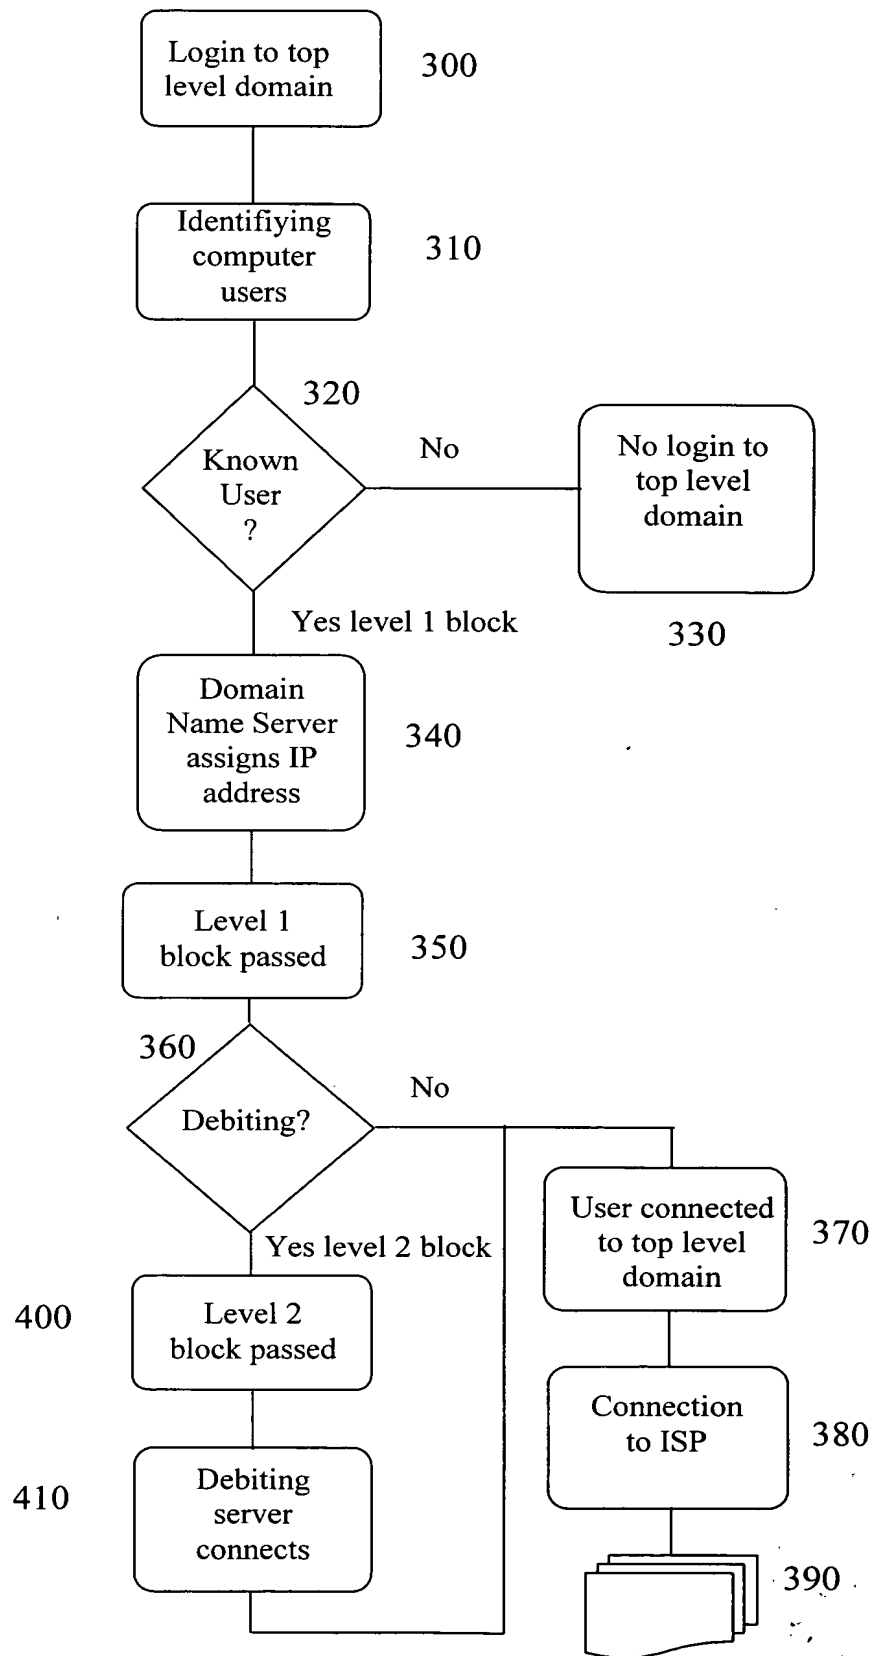 Login to top
level domain
300
Identifiying
computer
users
310
320
Known
User
?
No
No login to
top level
domain
330
Yes level 1 block
Domain
Name Server
assigns IP
address
340
Level 1
block passed
350
360
Debiting?
No
User connected
to top level
domain
370
Yes level 2 block
400
Level 2
block passed
Connection
to ISP
380
410
Debiting
server
connects
390